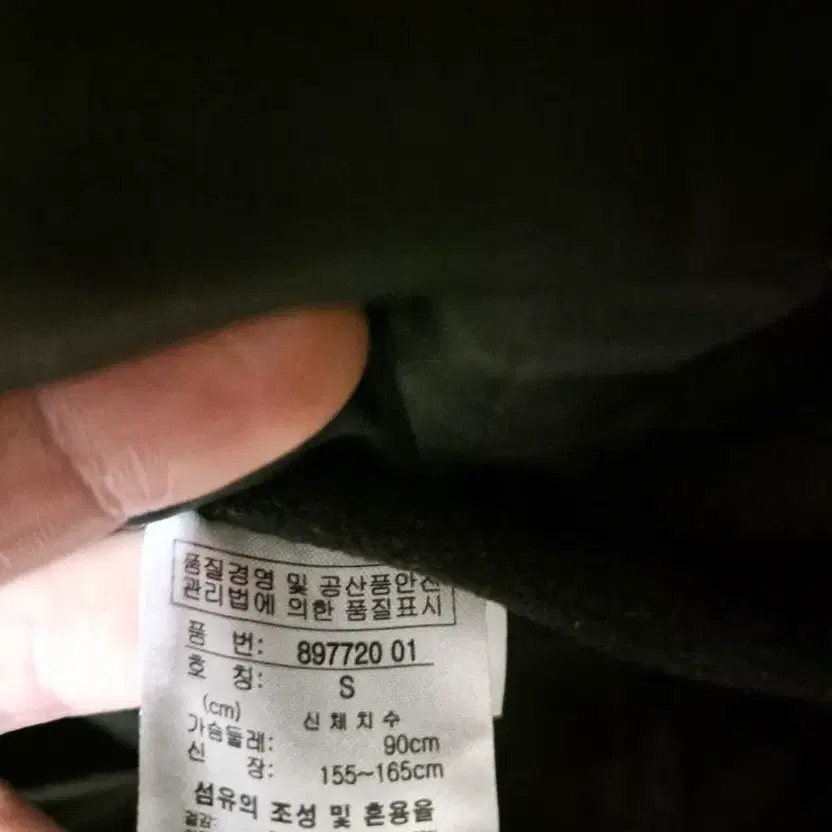 품질경영 및 공산품안전
관리법에 의한 품질표시
품 번: 897720 01
호 칭: S
(cm) 신체치수
가슴둘레: 90cm
신 장: 155~165cm
섬유의 조성 및 혼용율
겉감: